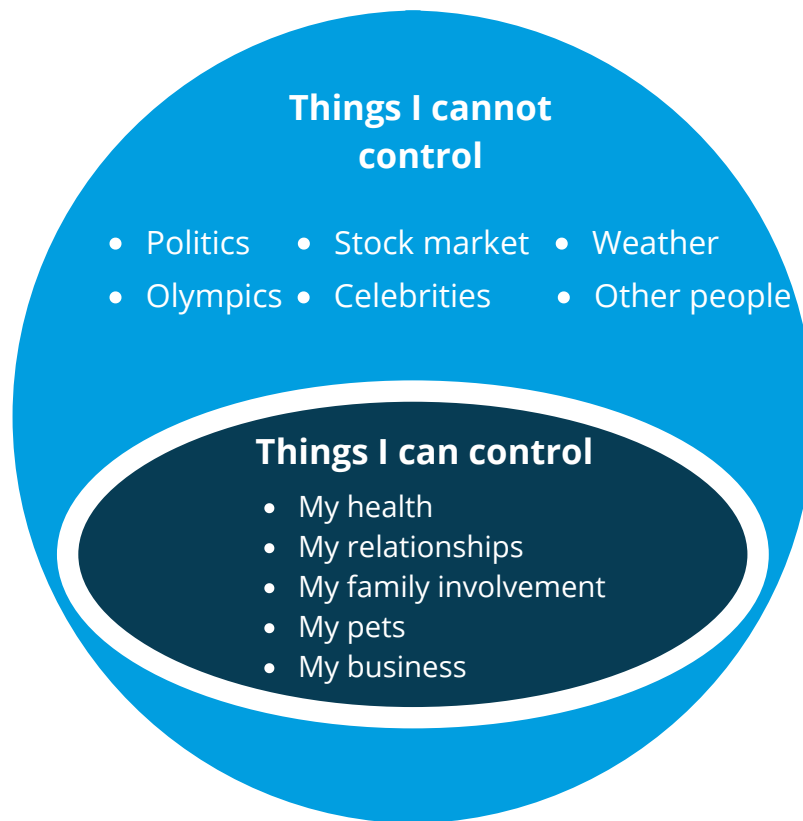 Things I cannot
control
• Politics • Stock market • Weather
• Olympics • Celebrities • Other people
Things I can control
• My health
• My relationships
• My family involvement
• My pets
• My business